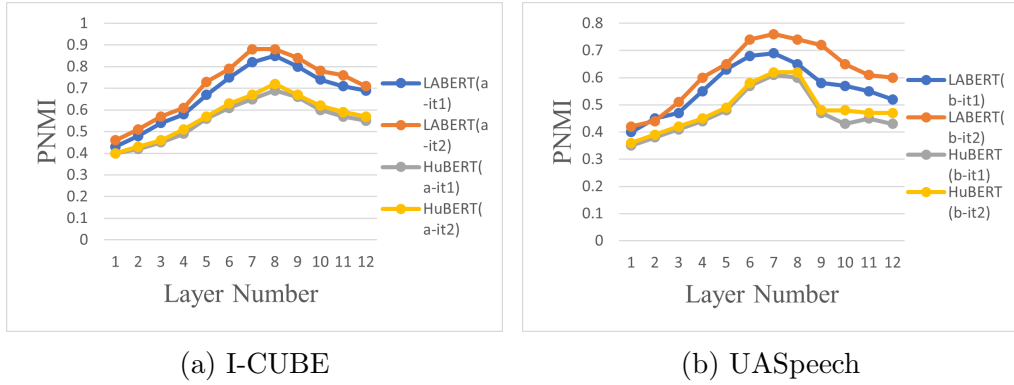 1
0.9
0.8
0.7
0.6
0.5
0.4
0.3
0.2
0.1
0
PNMI
1 2 3 4 5 6 7 8 9 10 11 12
Layer Number
LABERT(a
-it1)
LABERT(a
-it2)
HuBERT(
a-it1)
HuBERT(
a-it2)
(a) I-CUBE
0.8
0.7
0.6
0.5
0.4
0.3
0.2
0.1
0
PNMI
1 2 3 4 5 6 7 8 9 10 11 12
Layer Number
LABERT(
b-it1)
LABERT(
b-it2)
HuBERT
(b-it1)
HuBERT
(b-it2)
(b) UASpeech